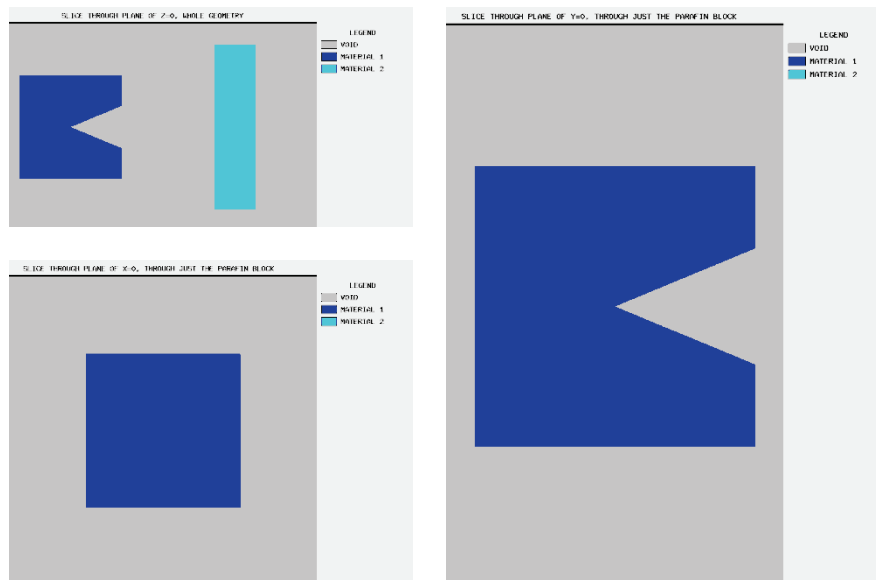 SLICE THROUGH PLANE OF Z=0, WHOLE GEOMETRY
LEGEND
VOID
MATERIAL 1
MATERIAL 2
SLICE THROUGH PLANE OF X=0, THROUGH JUST THE PARAFIN BLOCK
LEGEND
VOID
MATERIAL 1
MATERIAL 2
SLICE THROUGH PLANE OF Y=0, THROUGH JUST THE PARAFIN BLOCK
LEGEND
VOID
MATERIAL 1
MATERIAL 2